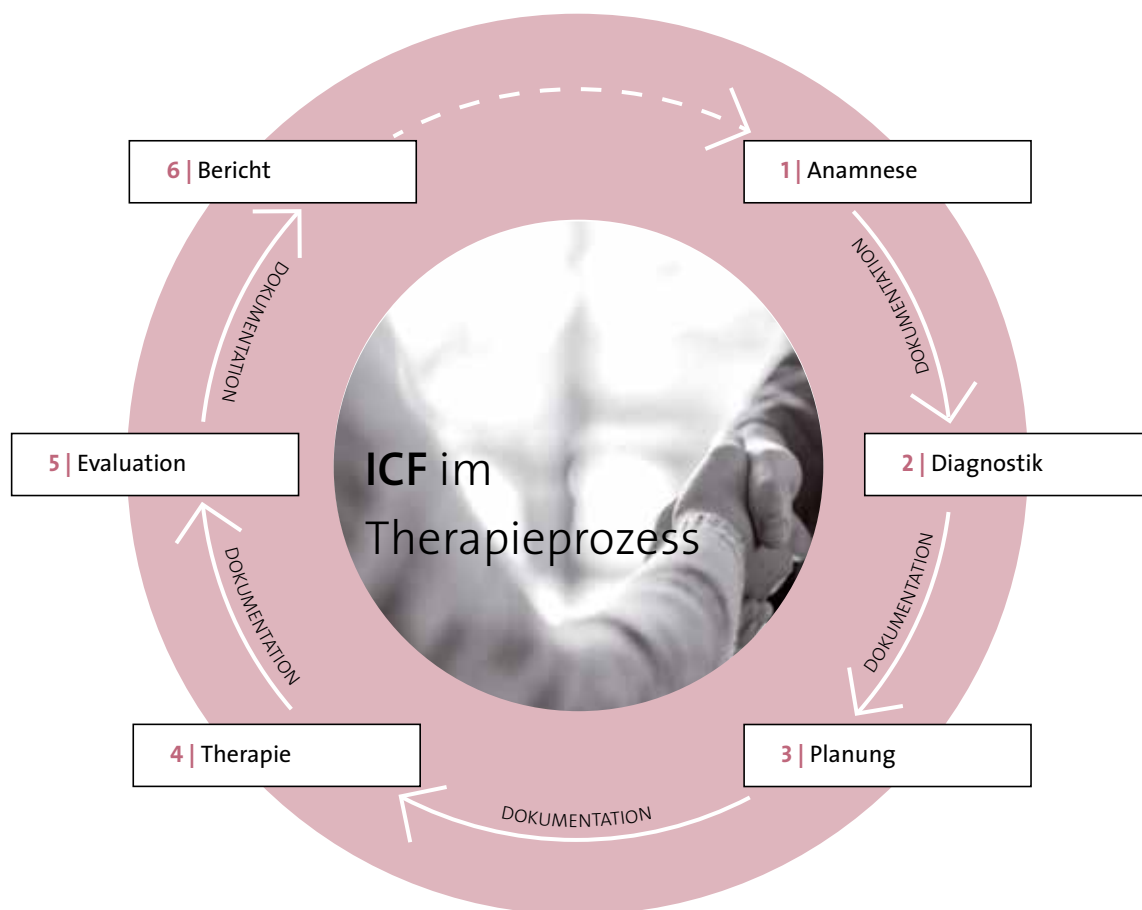 ICF im
Therapieprozess
1 | Anamnese
DOKUMENTATION
2 | Diagnostik
DOKUMENTATION
3 | Planung
DOKUMENTATION
4 | Therapie
DOKUMENTATION
5 | Evaluation
DOKUMENTATION
6 | Bericht